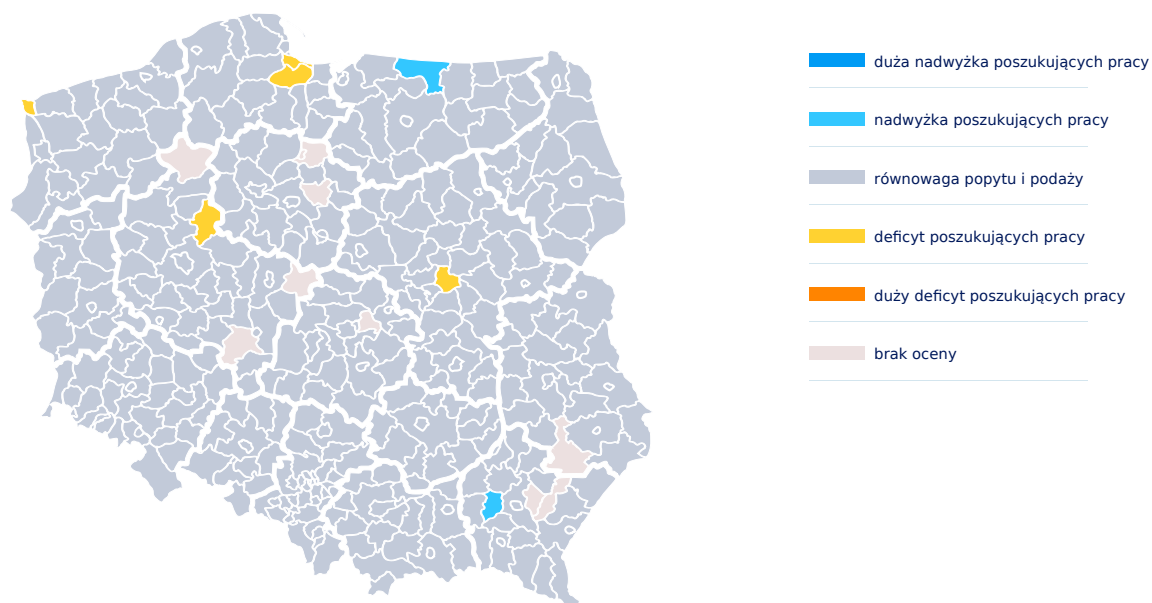 duża nadwyżka poszukujących pracy
nadwyżka poszukujących pracy
równowaga popytu i podaży
deficyt poszukujących pracy
duży deficyt poszukujących pracy
brak oceny